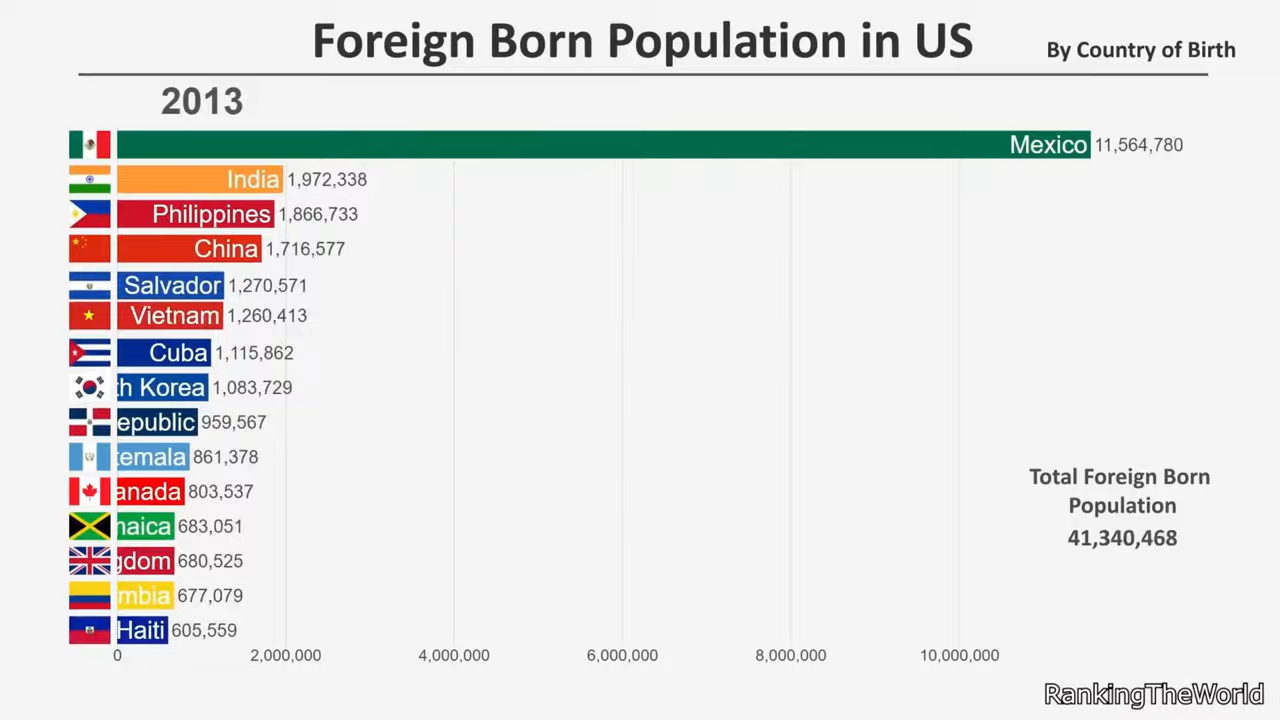 Foreign Born Population in US
By Country of Birth
2013
Mexico 11,564,780
India 1,972,338
Philippines 1,866,733
China 1,716,577
Salvador 1,270,571
Vietnam 1,260,413
Cuba 1,115,862
th Korea 1,083,729
epublic 959,567
temala 861,378
anada 803,537
maica 683,051
gdom 680,525
mbia 677,079
Haiti 605,559
Total Foreign Born
Population
41,340,468
0 2,000,000 4,000,000 6,000,000 8,000,000 10,000,000
RankingTheWorld